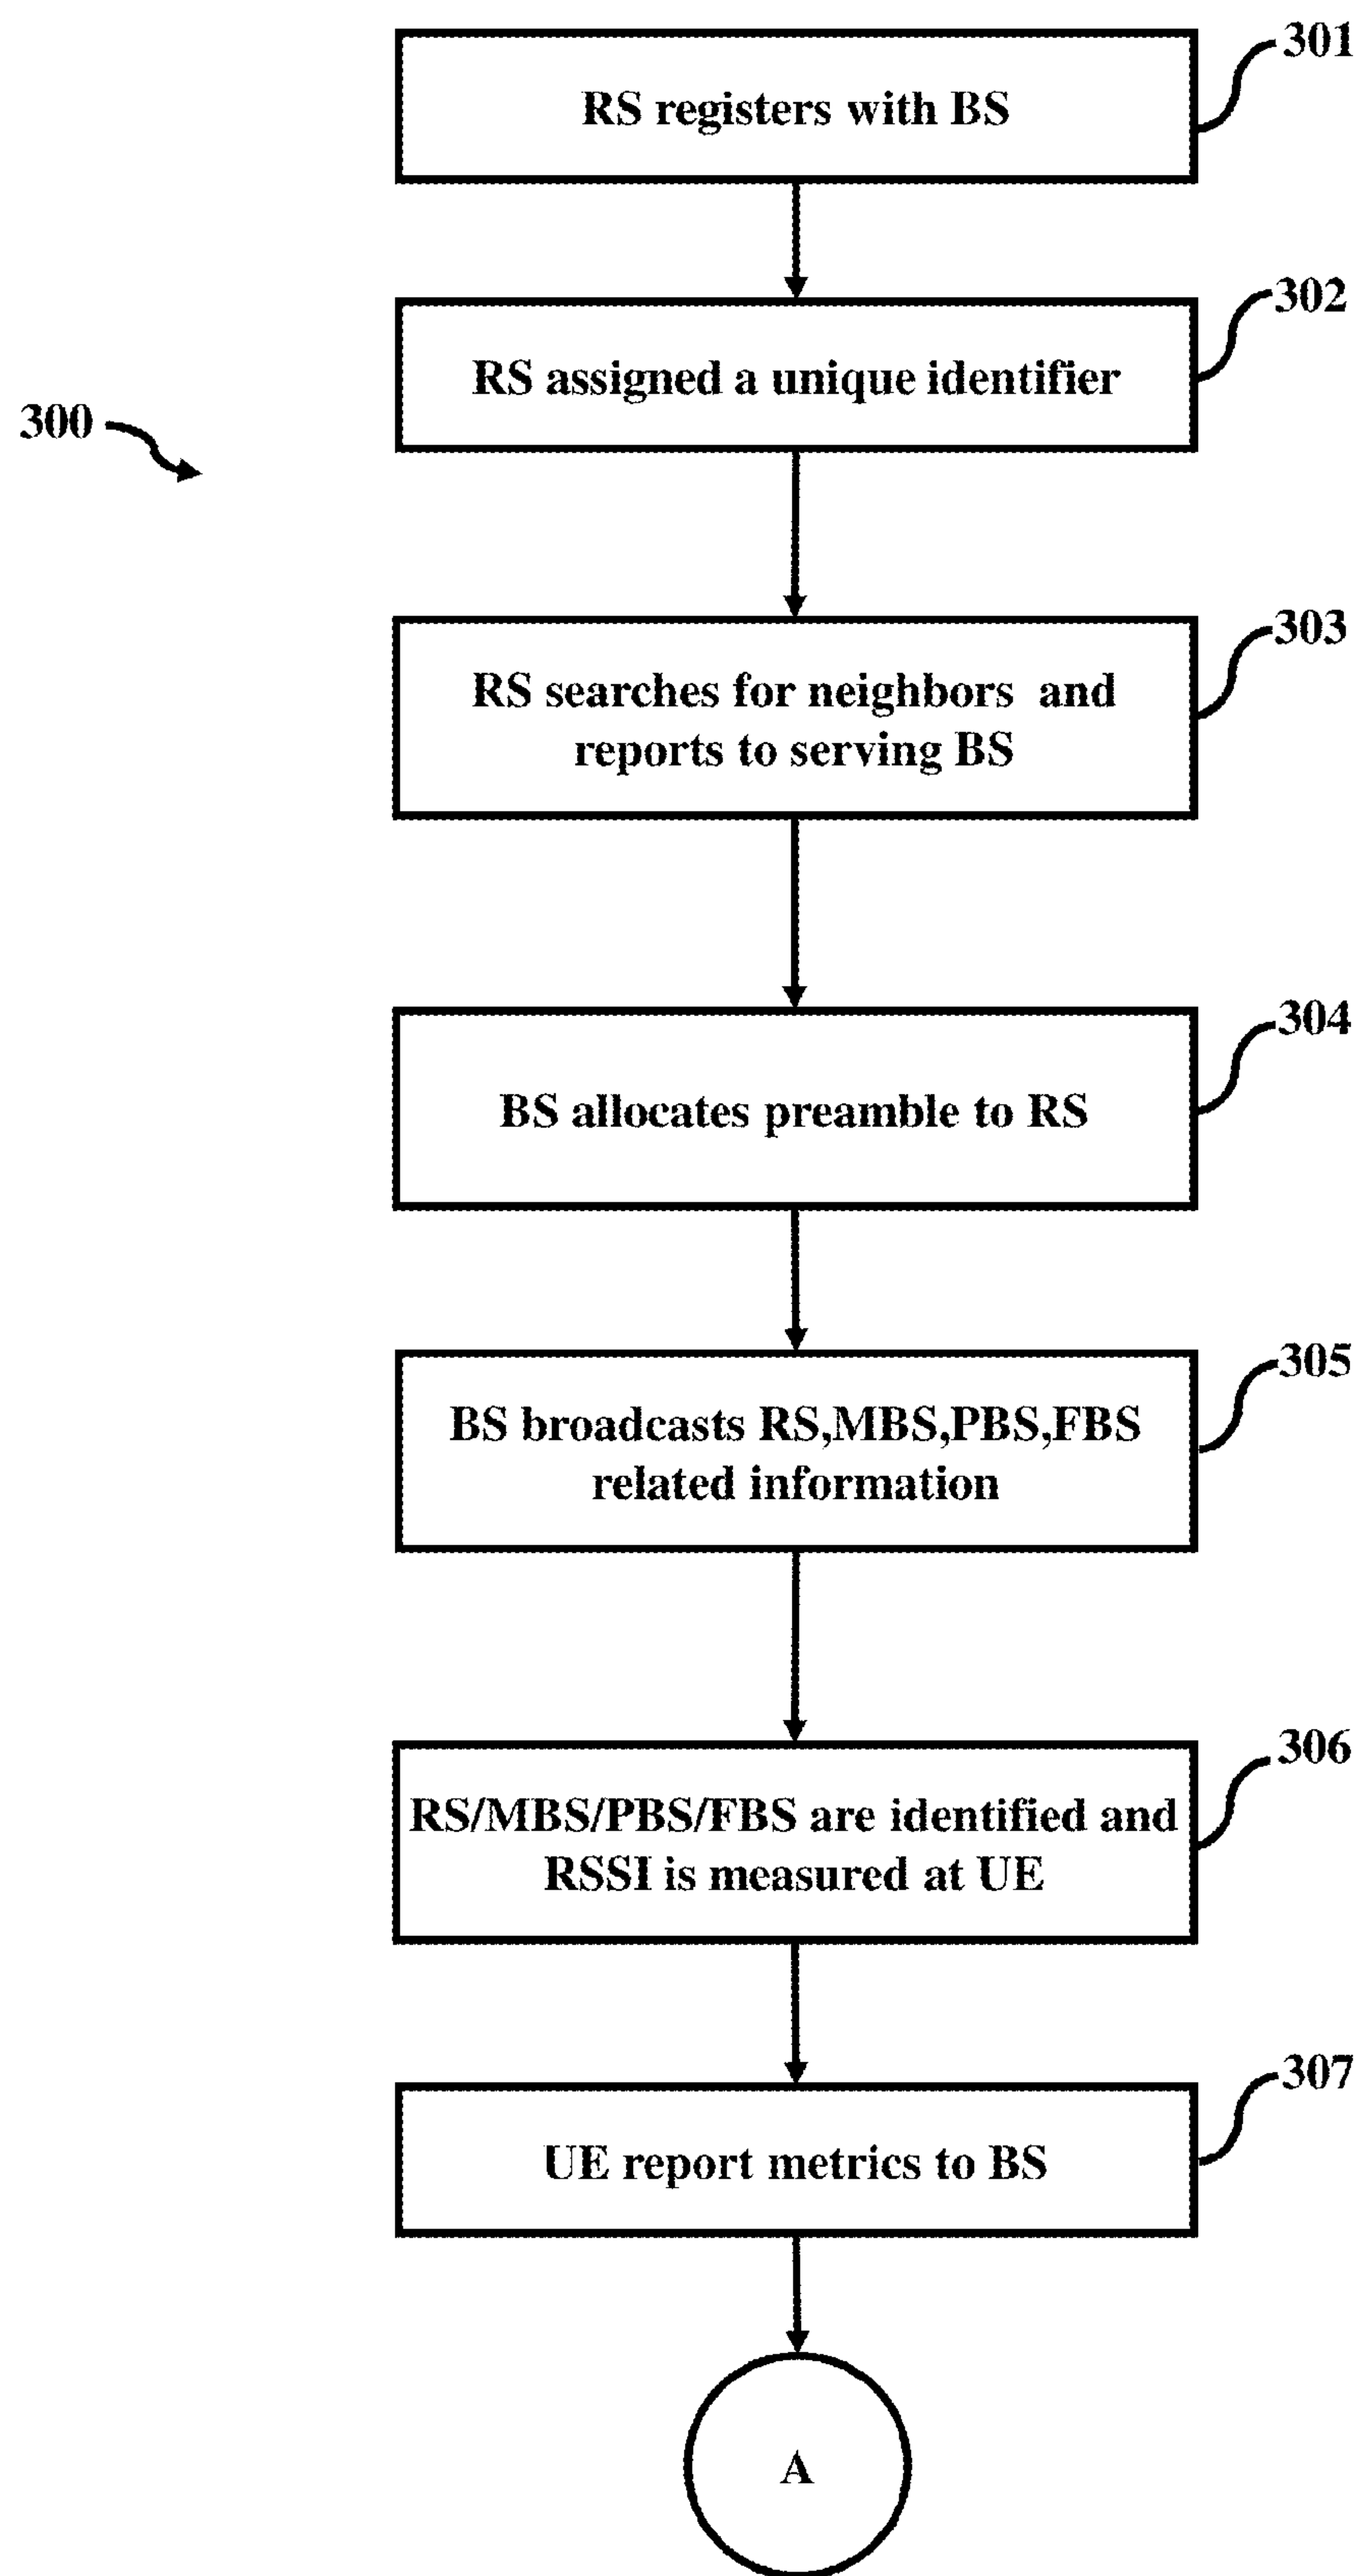 301
RS registers with BS
302
RS assigned a unique identifier
300
303
RS searches for neighbors and
reports to serving BS
304
BS allocates preamble to RS
305
BS broadcasts RS,MBS,PBS,FBS
related information
306
RS/MBS/PBS/FBS are identified and
RSSI is measured at UE
307
UE report metrics to BS
A